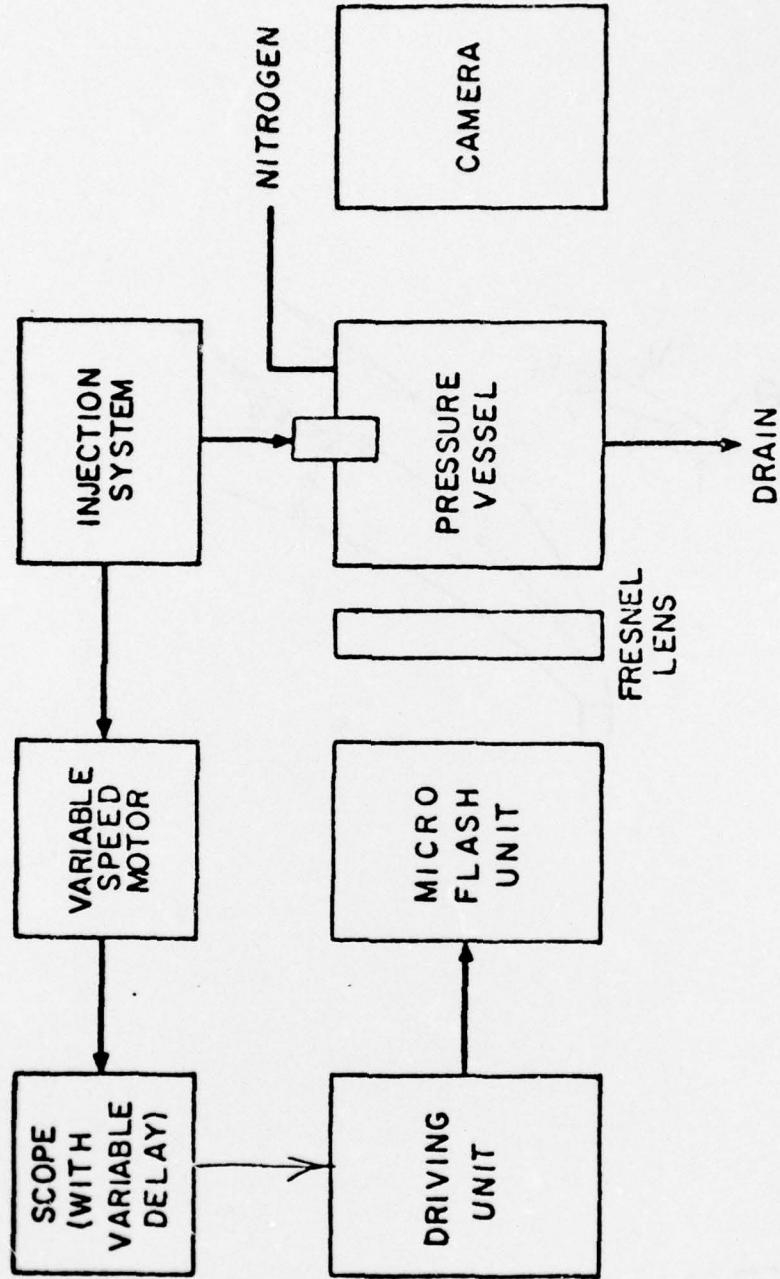 SCOPE
(WITH
VARIABLE
DELAY)
VARIABLE
SPEED
MOTOR
INJECTION
SYSTEM
NITROGEN
DRIVING
UNIT
MICRO
FLASH
UNIT
FRESNEL
LENS
PRESSURE
VESSEL
CAMERA
DRAIN